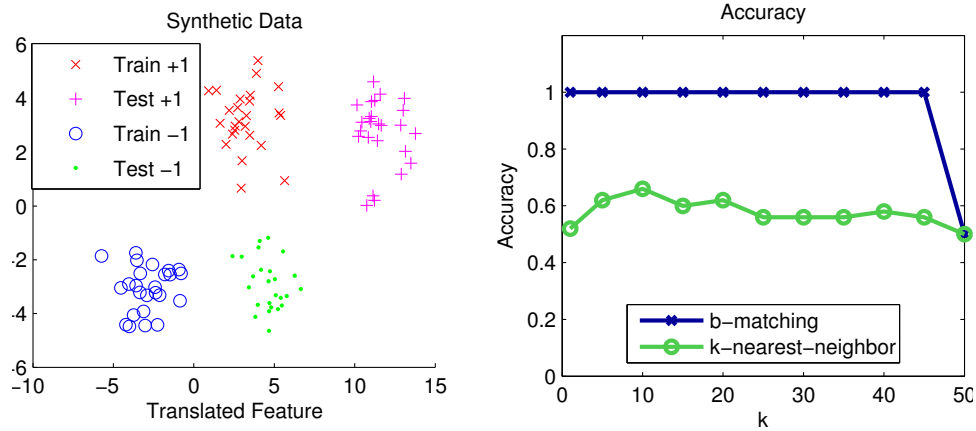 Synthetic Data
6
4
2
0
−2
−4
−6
Train +1
Test +1
Train −1
Test −1
−10
−5
0
5
10
15
Translated Feature
Accuracy
1
0.8
0.6
0.4
0.2
0
Accuracy
b−matching
k−nearest−neighbor
0
10
20
30
40
50
k